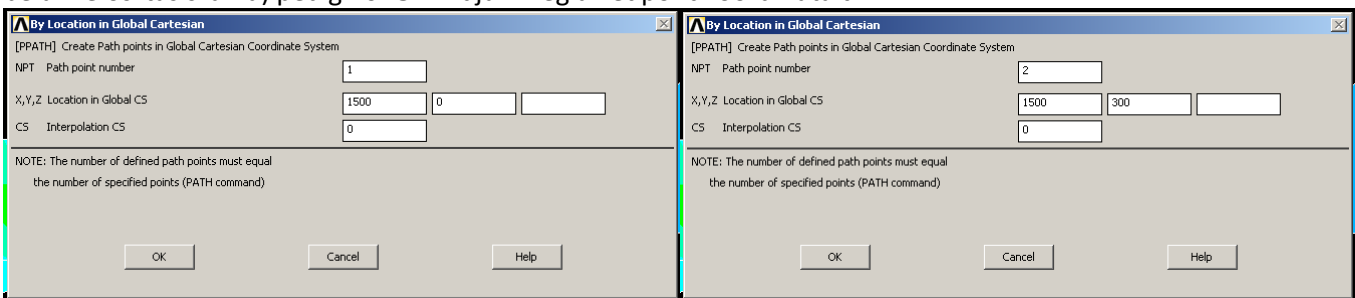 By Location in Global Cartesian
[PPATH] Create Path points in Global Cartesian Coordinate System
NPT Path point number 1
X,Y,Z Location in Global CS 1500 0
CS Interpolation CS 0
NOTE: The number of defined path points must equal
the number of specified points (PATH command)
OK Cancel Help
By Location in Global Cartesian
[PPATH] Create Path points in Global Cartesian Coordinate System
NPT Path point number 2
X,Y,Z Location in Global CS 1500 300
CS Interpolation CS 0
NOTE: The number of defined path points must equal
the number of specified points (PATH command)
OK Cancel Help